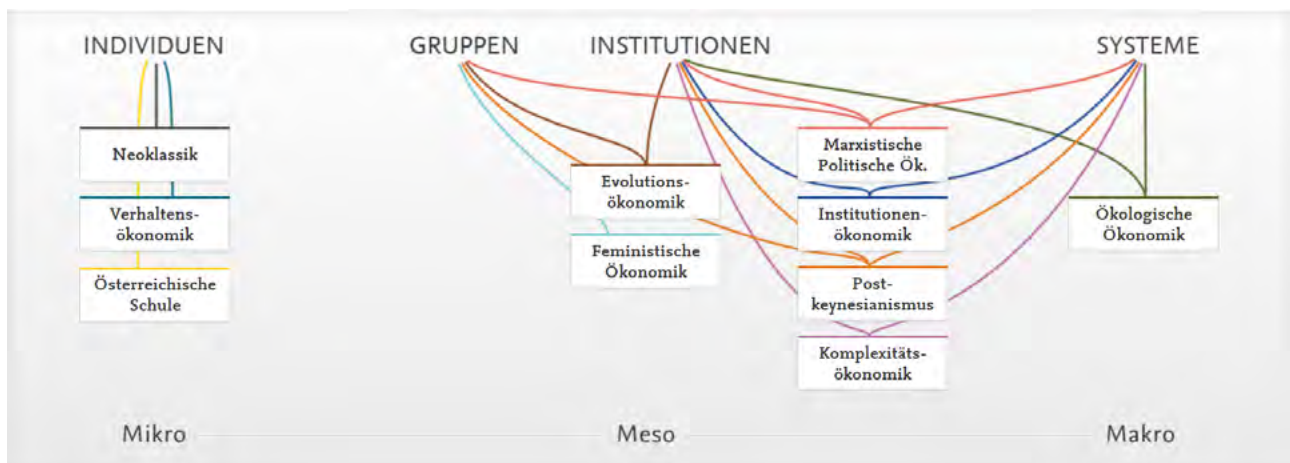 INDIVIDUEN
GRUPPEN
INSTITUTIONEN
SYSTEME
Neoklassik
Verhaltens-
ökonomik
Österreichische
Schule
Evolutions-
ökonomik
Feministische
Ökonomik
Marxistische
Politische Ök.
Institutionen-
ökonomik
Post-
keynesianismus
Komplexitäts-
ökonomik
Ökologische
Ökonomik
Mikro
Meso
Makro